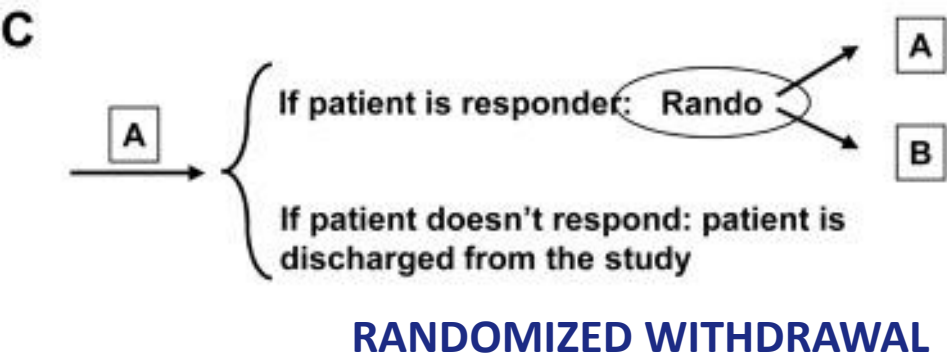 C
A
If patient is responder: Rando
A
B
If patient doesn't respond: patient is
discharged from the study
RANDOMIZED WITHDRAWAL